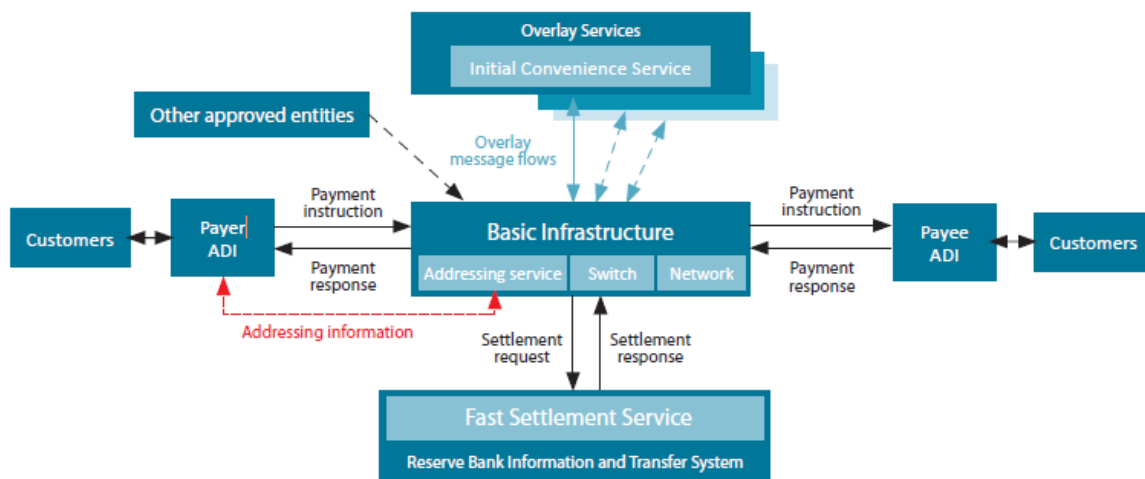 Overlay Services
Initial Convenience Service
Other approved entities
Overlay
message flows
Payment
instruction
Payment
instruction
Customers
Payer
ADI
Basic Infrastructure
Payee
ADI
Customers
Addressing service
Switch
Network
Payment
response
Payment
response
Addressing information
Settlement
request
Settlement
response
Fast Settlement Service
Reserve Bank Information and Transfer System